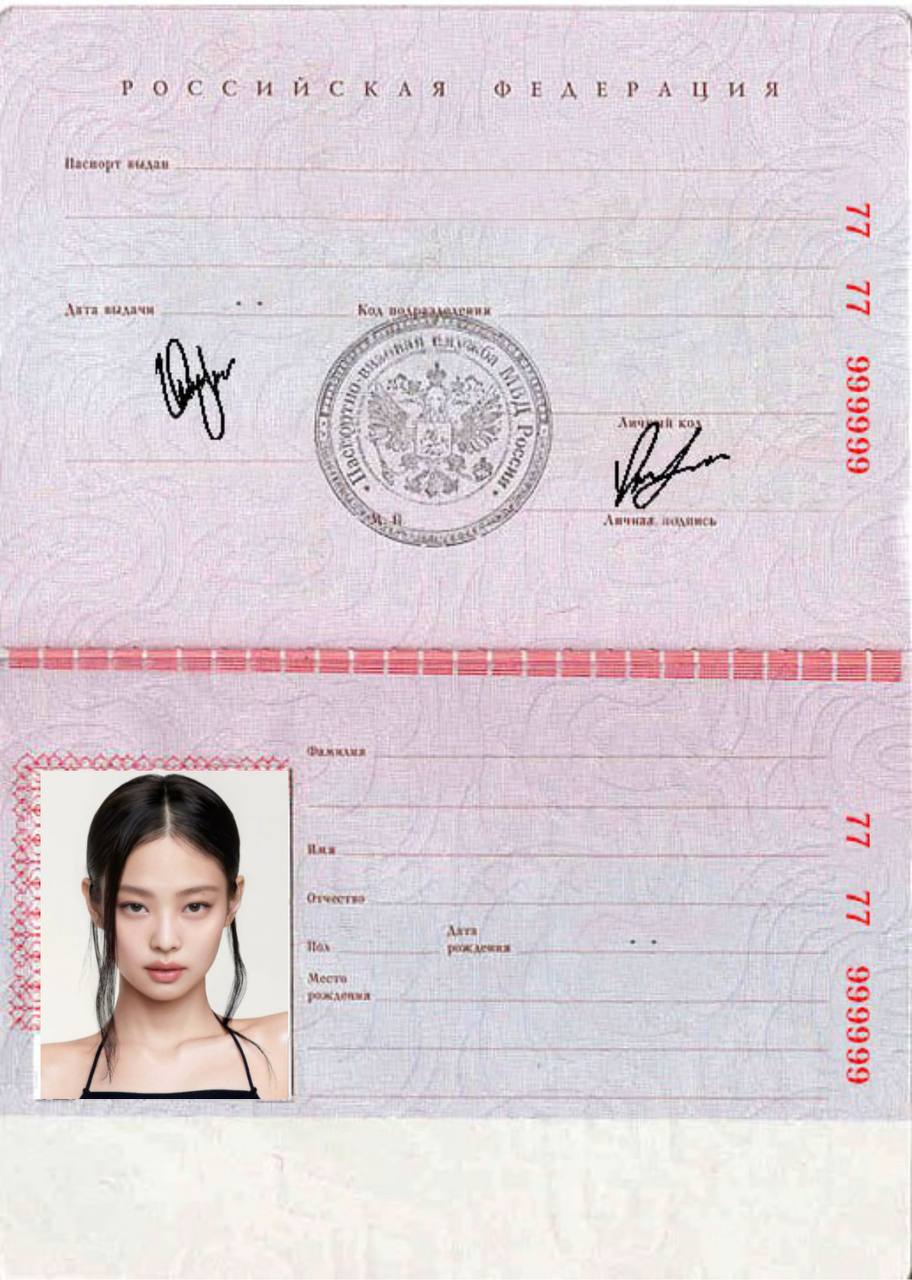 РОССИЙСКАЯ ФЕДЕРАЦИЯ
Паспорт выдан
Дата выдачи
Код подразделения
Паспортно-визовая служба МВД России
Личный код
М. П.
Личная подпись
77 77 999999
Фамилия
Имя
Отчество
Пол
Дата рождения
Место рождения
77 77 999999